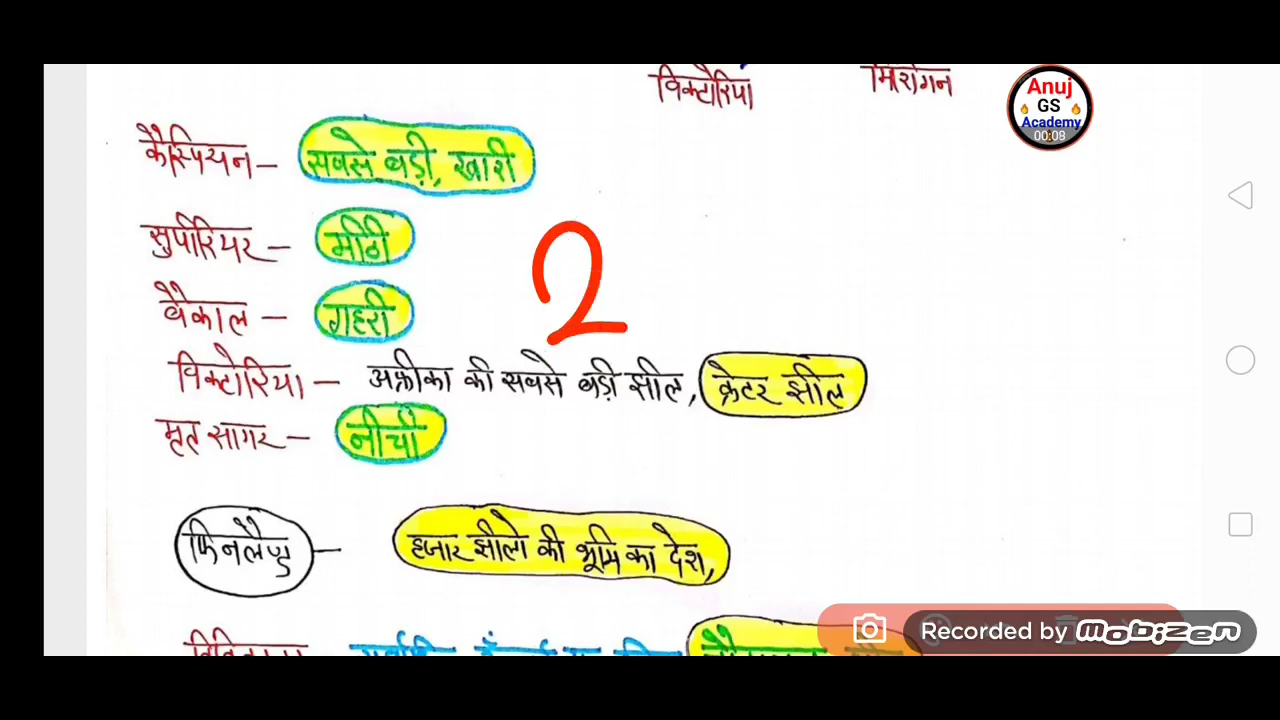 विक्टोरिया मिशीगन
Anuj
GS
Academy
00:08
कैस्पियन - सबसे बड़ी, खारी
सुपीरियर - मीठी
2
बैकाल - गहरी
विक्टोरिया - अफ्रीका की सबसे बड़ी झील, क्रेटर झील
मृत सागर - नीची
फिनलैण्ड - हजार झीलो की भूमि का देश,
Recorded by mobizen